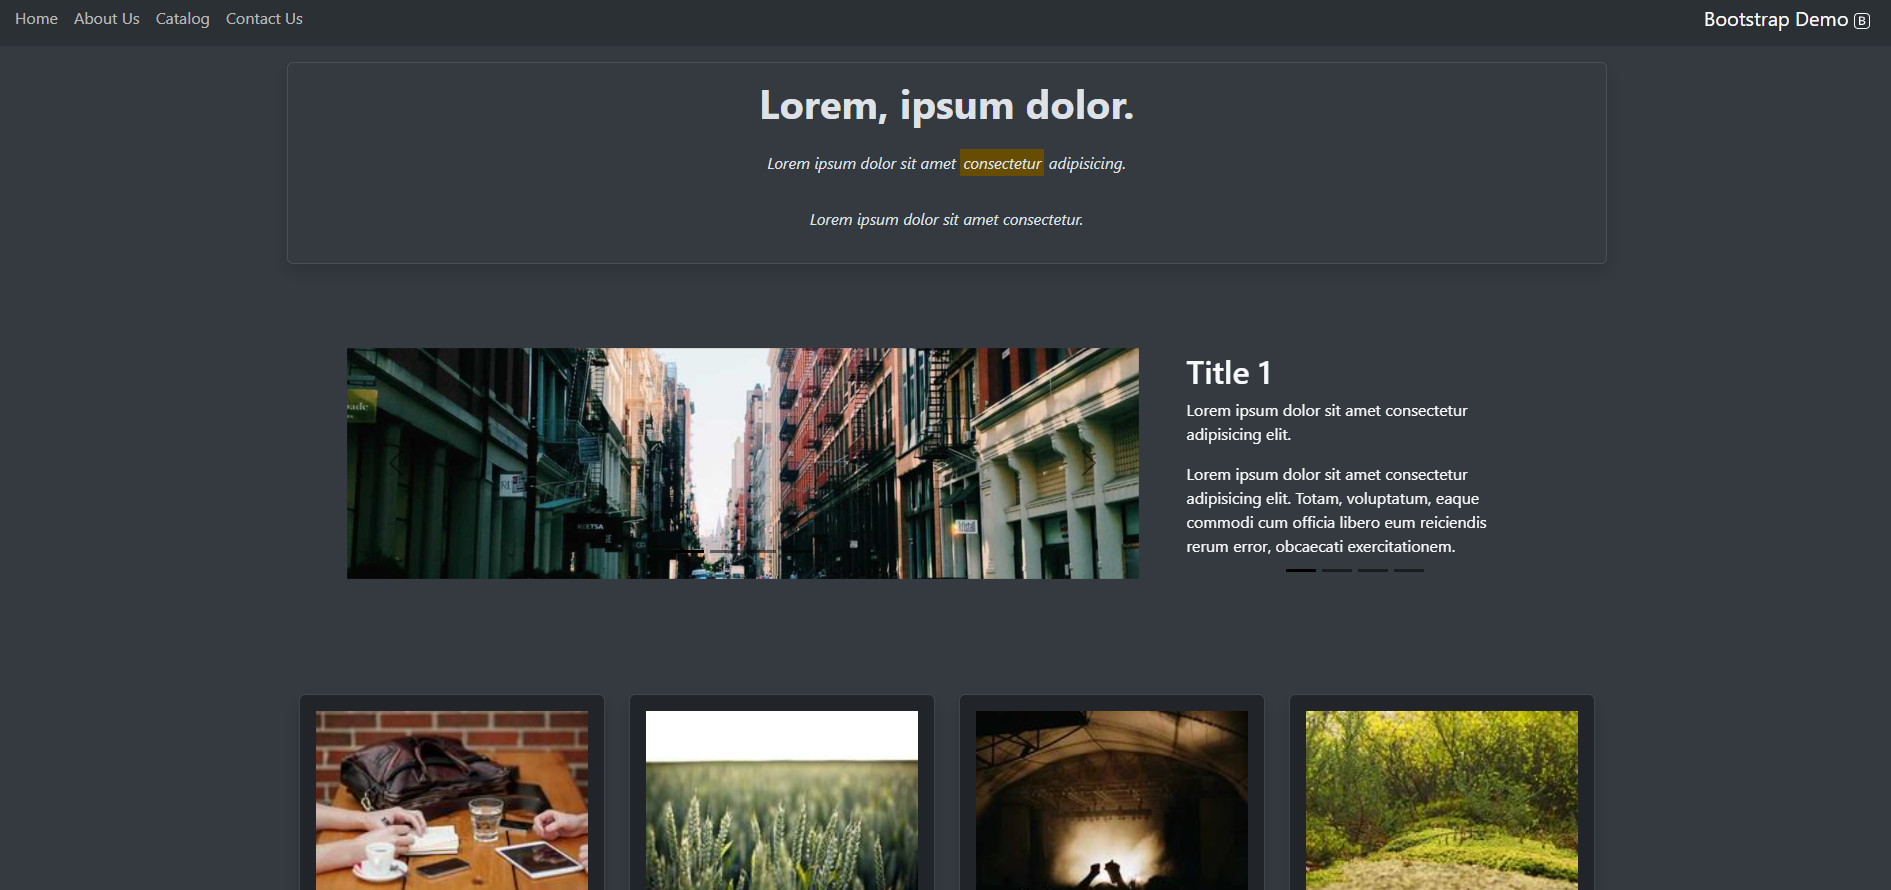 Home About Us Catalog Contact Us Bootstrap Demo B
Lorem, ipsum dolor.
Lorem ipsum dolor sit amet consectetur adipisicing.
Lorem ipsum dolor sit amet consectetur.
KEETSA
Title 1
Lorem ipsum dolor sit amet consectetur
adipisicing elit.
Lorem ipsum dolor sit amet consectetur
adipisicing elit. Totam, voluptatum, eaque
commodi cum officia libero eum reiciendis
rerum error, obcaecati exercitationem.